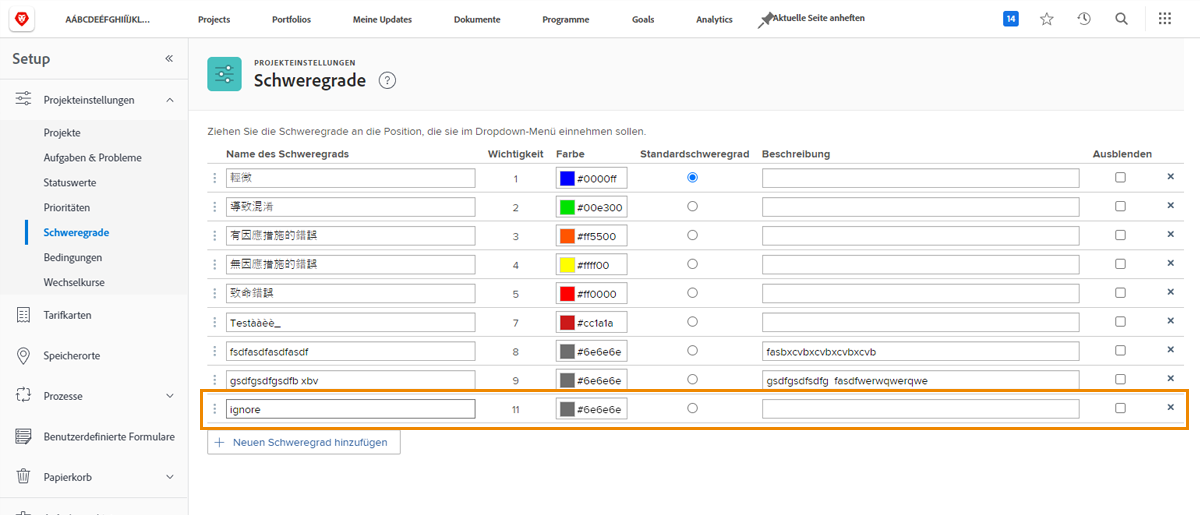 AÁBCDEÉFGHIIÍJKL...
Projects
Portfolios
Meine Updates
Dokumente
Programme
Goals
Analytics
Aktuelle Seite anheften
14
Setup
Projekteinstellungen
Projekte
Aufgaben & Probleme
Statuswerte
Prioritäten
Schweregrade
Bedingungen
Wechselkurse
Tarifkarten
Speicherorte
Prozesse
Benutzerdefinierte Formulare
Papierkorb
PROJEKTEINSTELLUNGEN
Schweregrade ?
Ziehen Sie die Schweregrade an die Position, die sie im Dropdown-Menü einnehmen sollen.
Name des Schweregrads Wichtigkeit Farbe Standardschweregrad Beschreibung Ausblenden
輕微 1 #0000ff
導致混淆 2 #00e300
有因應措施的錯誤 3 #ff5500
無因應措施的錯誤 4 #ffff00
致命錯誤 5 #ff0000
Testàáèè_ 7 #cc1a1a
fsdfasdfasdfasdf 8 #6e6e6e fasbxcvbxcvbxcvbxcvb
gsdfgsdfgsdfb xbv 9 #6e6e6e gsdfgsdfsdfg fasdfwerwqwerqwe
ignore 11 #6e6e6e
+ Neuen Schweregrad hinzufügen